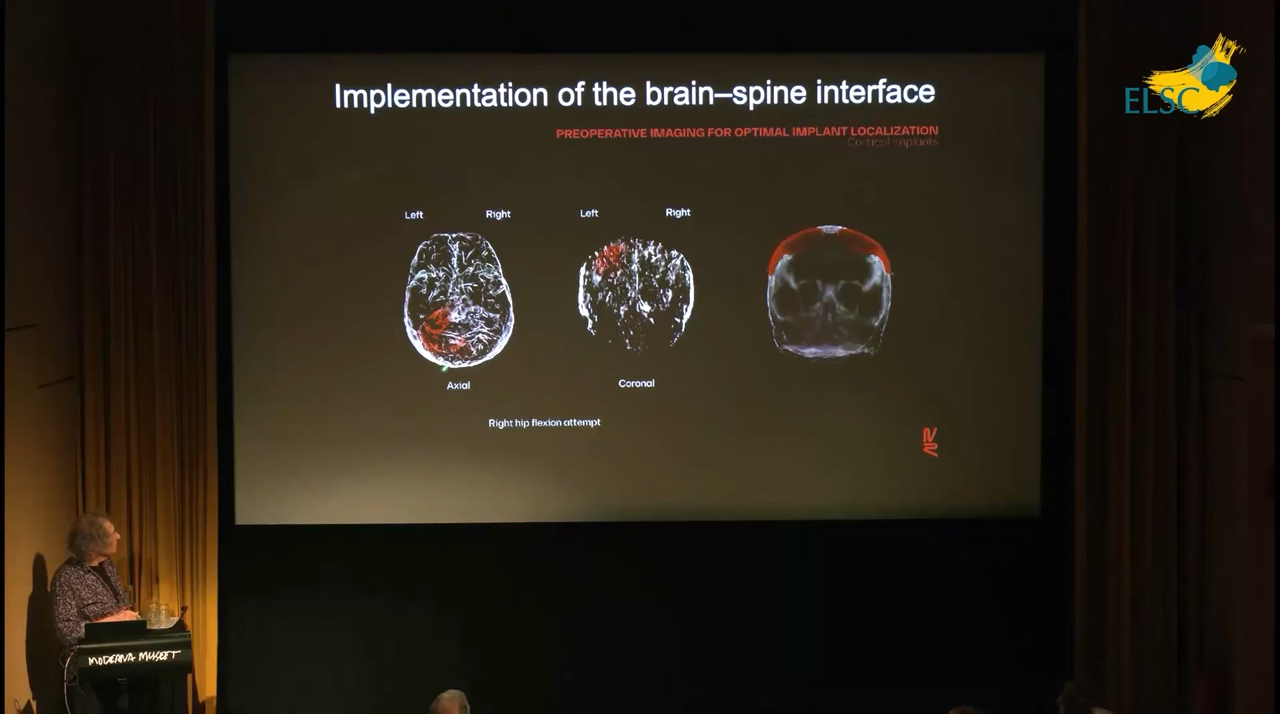 Implementation of the brain–spine interface
PREOPERATIVE IMAGING FOR OPTIMAL IMPLANT LOCALIZATION
Cortical implants
Left Right Left Right
Axial Coronal
Right hip flexion attempt
ELSC
MODERNA MUSEET